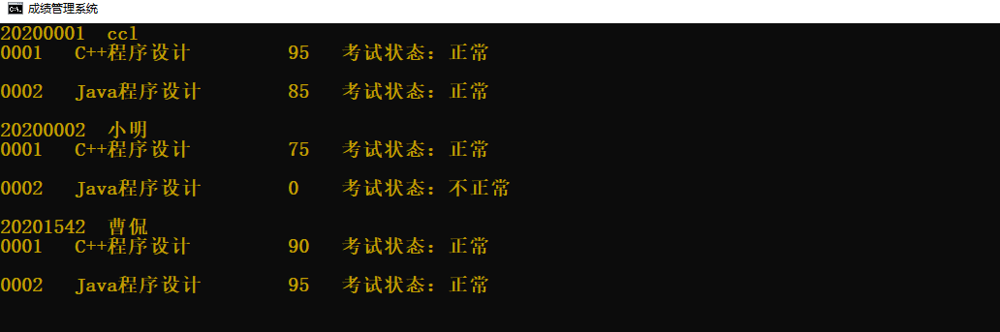 成绩管理系统
20200001 ccl
0001 C++程序设计 95 考试状态：正常
0002 Java程序设计 85 考试状态：正常
20200002 小明
0001 C++程序设计 75 考试状态：正常
0002 Java程序设计 0 考试状态：不正常
20201542 曹侃
0001 C++程序设计 90 考试状态：正常
0002 Java程序设计 95 考试状态：正常